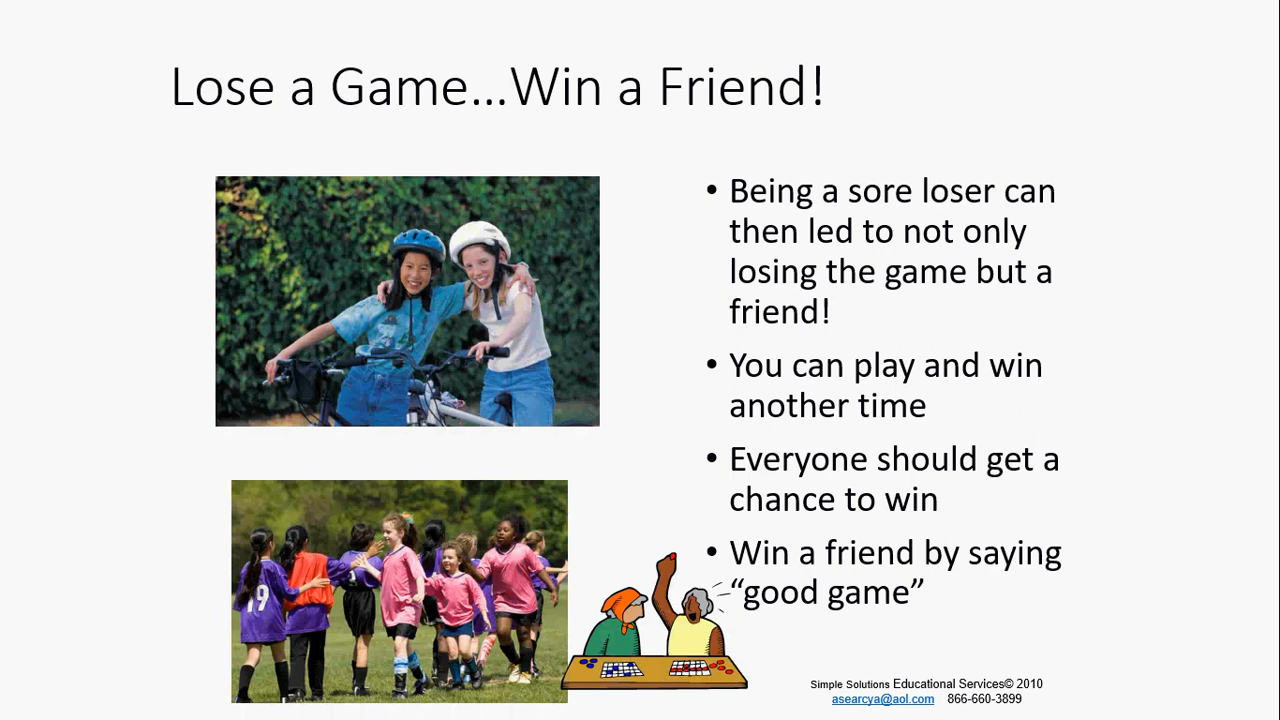 Lose a Game...Win a Friend!
• Being a sore loser can
then led to not only
losing the game but a
friend!
• You can play and win
another time
• Everyone should get a
chance to win
• Win a friend by saying
“good game”
19
Simple Solutions Educational Services© 2010
asearcya@aol.com 866-660-3899